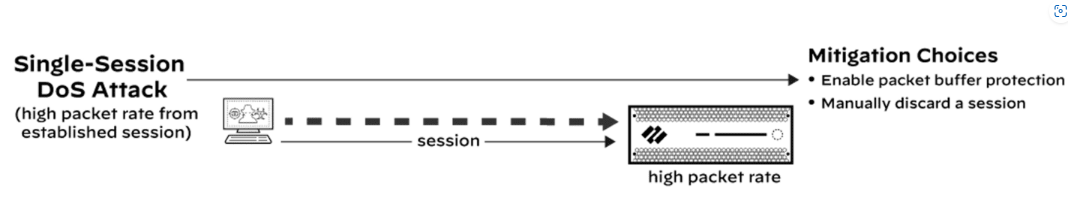 Single-Session
DoS Attack
(high packet rate from
established session)
session
high packet rate
Mitigation Choices
• Enable packet buffer protection
• Manually discard a session